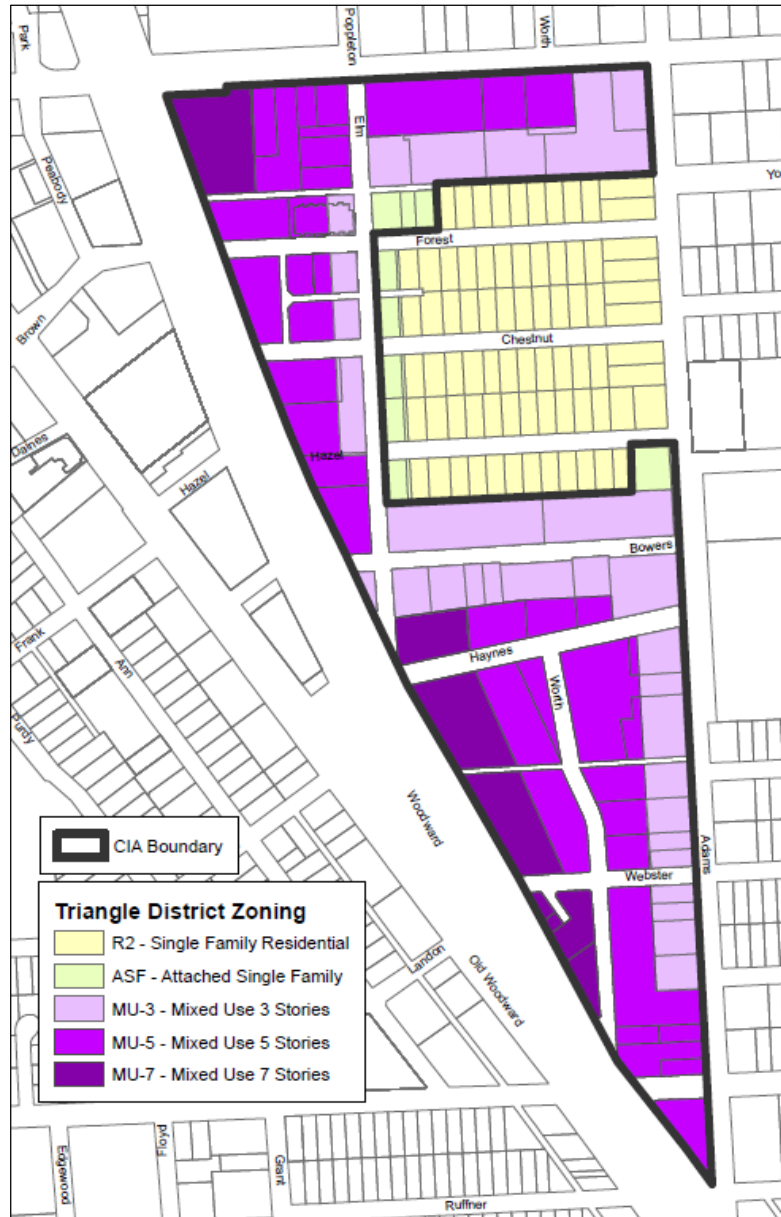 Park
Poppleton
Worth
Elm
Peabody
Yo
Forest
Brown
Chestnut
Daines
Hazel
Hazel
Bowers
Frank
Ann
Haynes
Worth
Purdy
Woodward
Adams
CIA Boundary
Webster
Triangle District Zoning
R2 - Single Family Residential
ASF - Attached Single Family
MU-3 - Mixed Use 3 Stories
MU-5 - Mixed Use 5 Stories
MU-7 - Mixed Use 7 Stories
andon
Old Woodward
Edgewood
Floyd
Grant
Ruffner